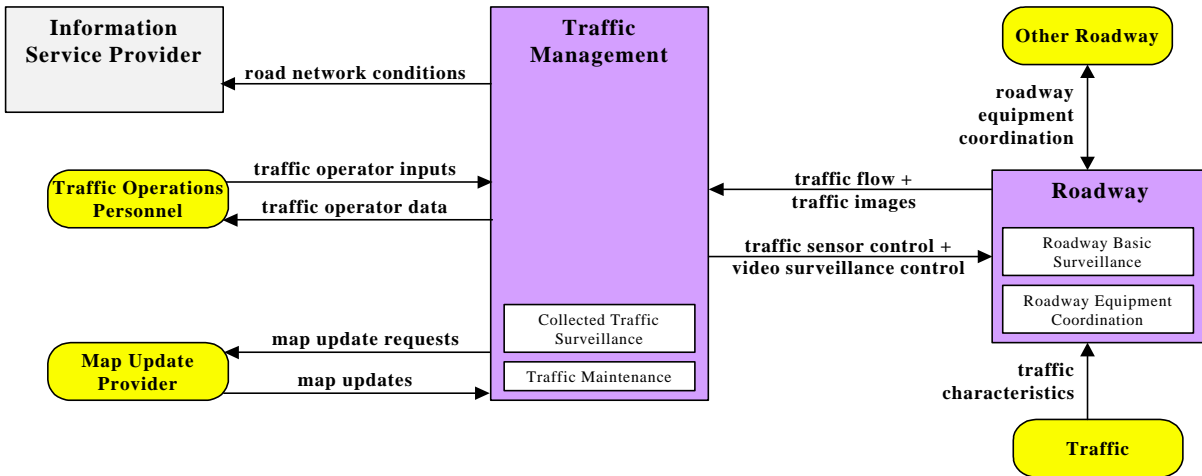 Information
Service Provider
Traffic
Management
Other Roadway
road network conditions
roadway
equipment
coordination
traffic operator inputs
Traffic Operations
Personnel
traffic operator data
traffic flow +
traffic images
Roadway
traffic sensor control +
video surveillance control
Roadway Basic
Surveillance
Roadway Equipment
Coordination
Collected Traffic
Surveillance
Traffic Maintenance
map update requests
Map Update
Provider
map updates
traffic
characteristics
Traffic